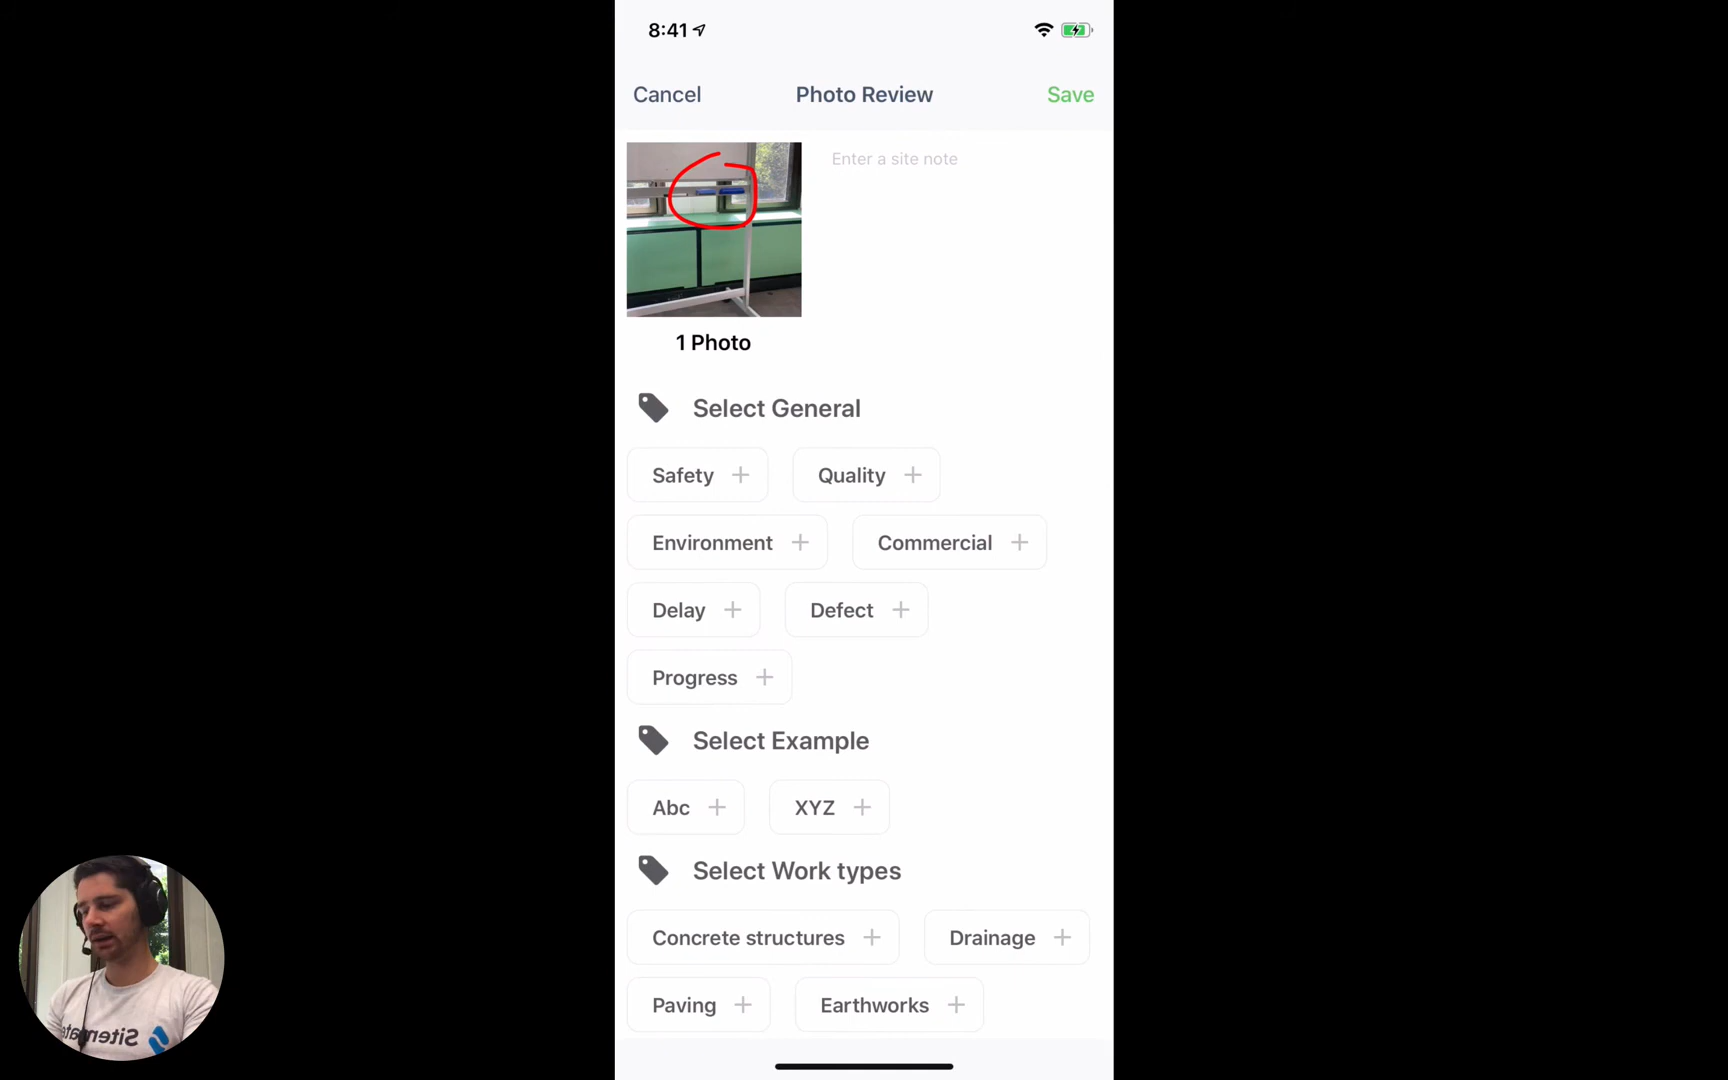 8:41
Cancel Photo Review Save
Enter a site note
1 Photo
Select General
Safety + Quality +
Environment + Commercial +
Delay + Defect +
Progress +
Select Example
Abc + XYZ +
Select Work types
Concrete structures + Drainage +
Paving + Earthworks +